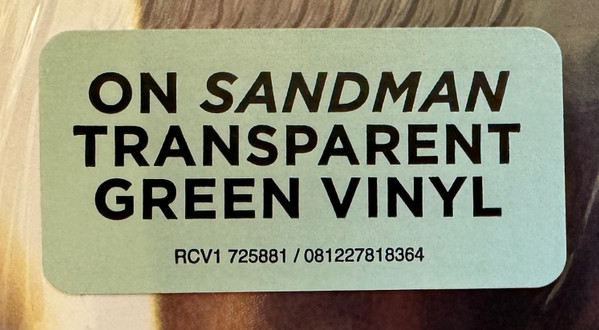 ON SANDMAN
TRANSPARENT
GREEN VINYL
RCV1 725881 / 081227818364